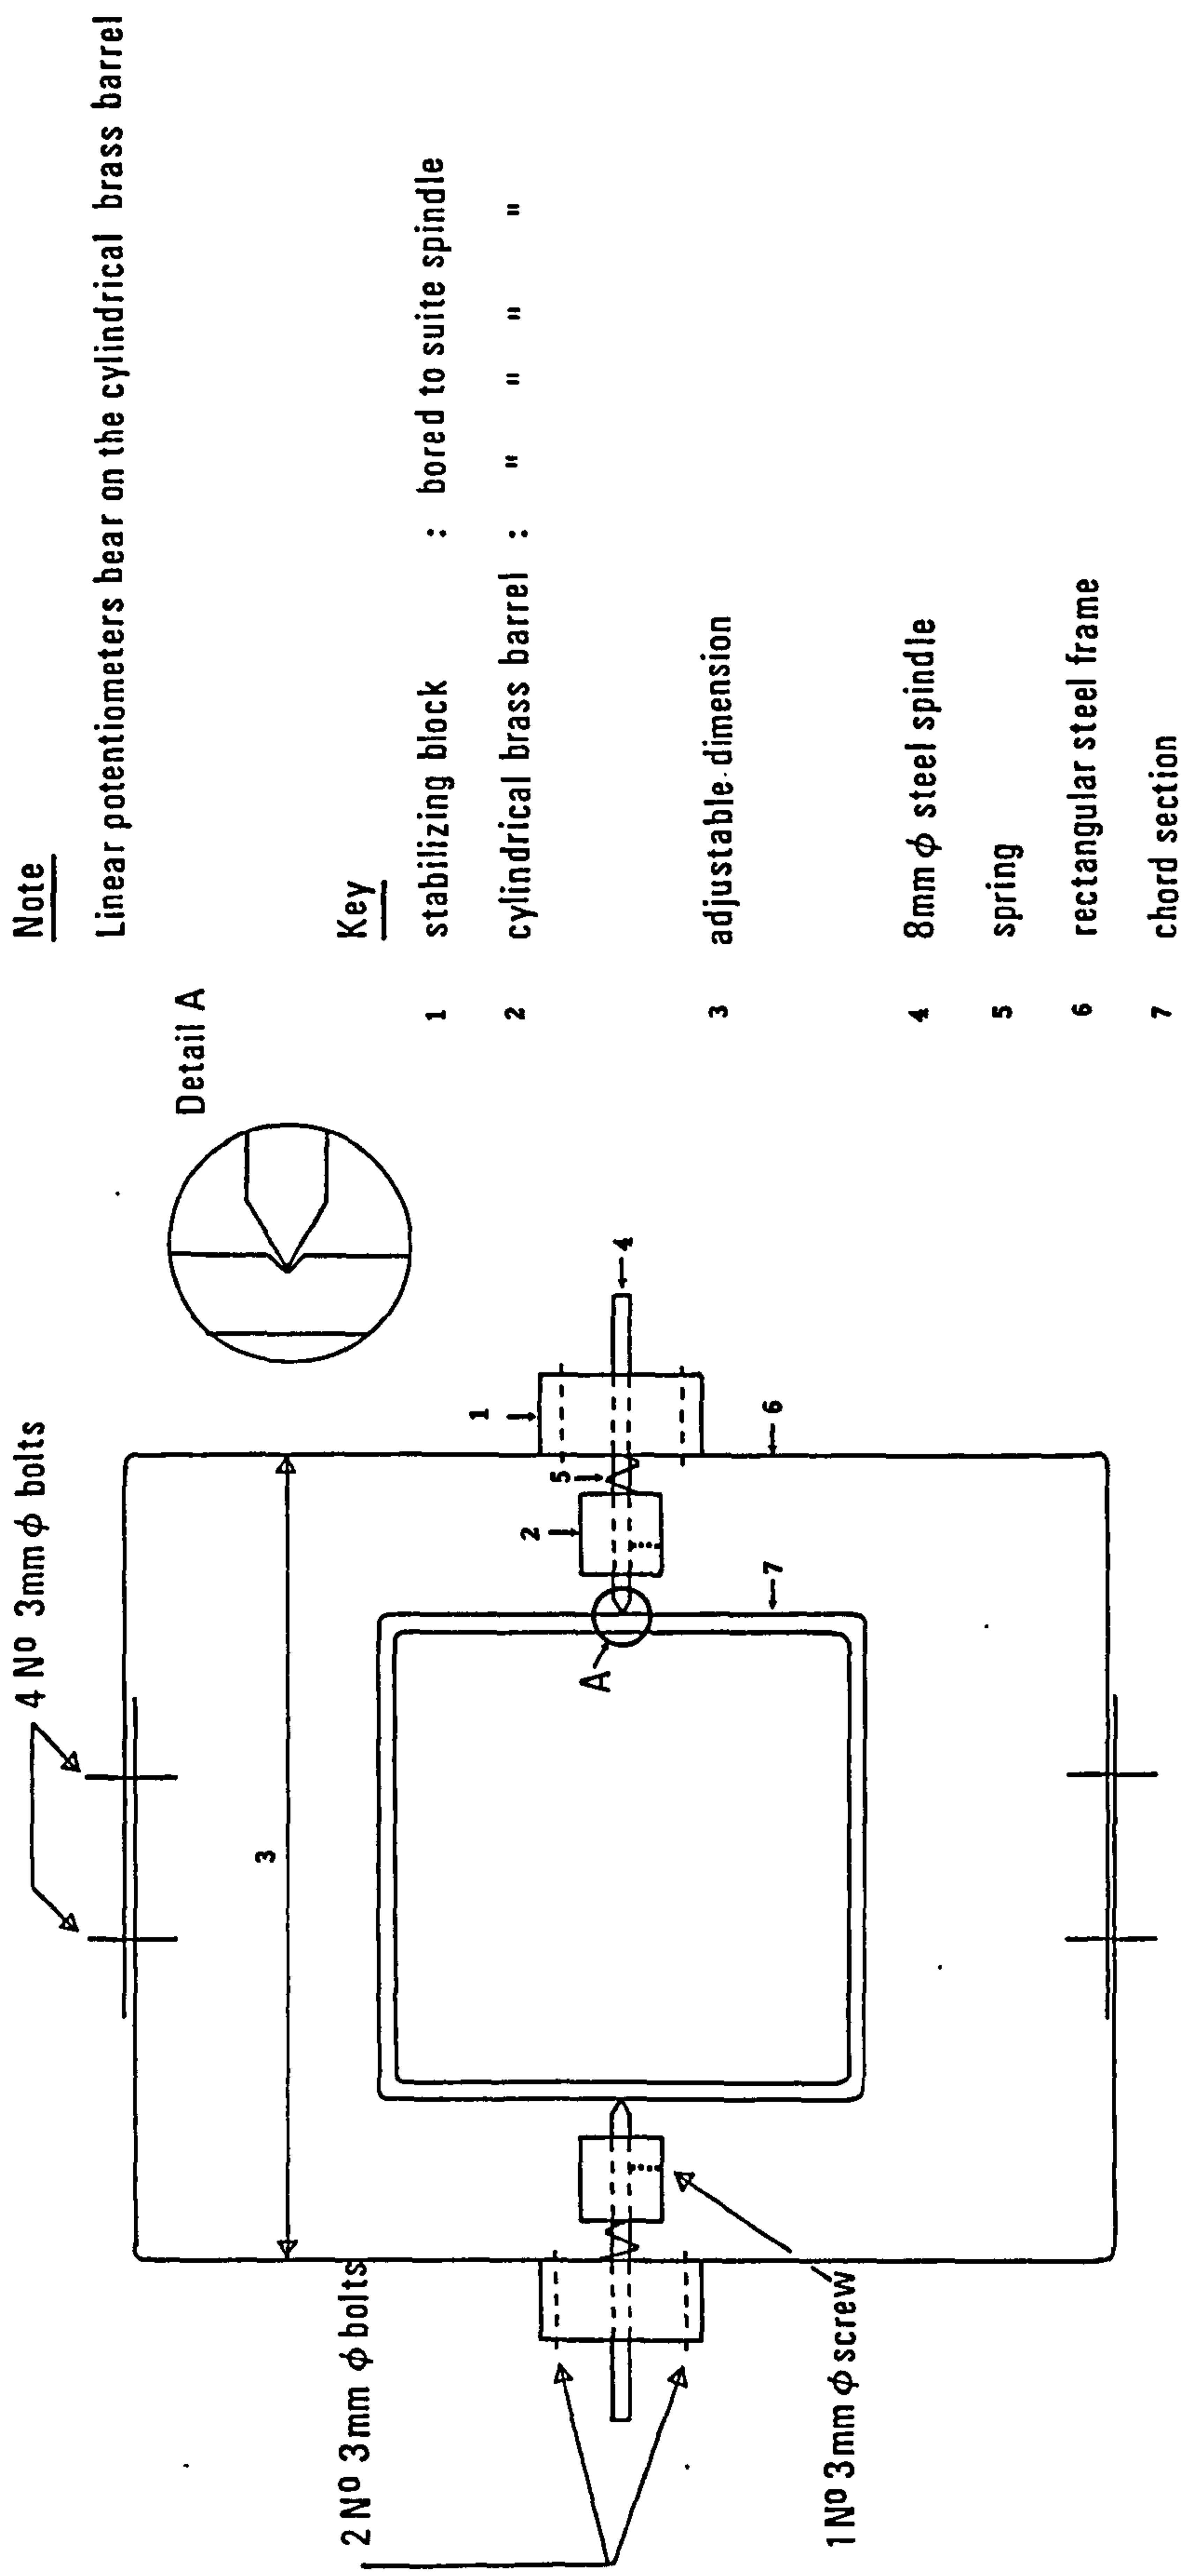 4 Nº 3mm ϕ bolts
3
2 Nº 3mm ϕ bolts
1 Nº 3mm ϕ screw
1
2
5
4
6
7
A
Detail A
Note
Linear potentiometers bear on the cylindrical brass barrel
Key
1 stabilizing block : bored to suite spindle
2 cylindrical brass barrel : " " " "
3 adjustable dimension
4 8mm ϕ steel spindle
5 spring
6 rectangular steel frame
7 chord section